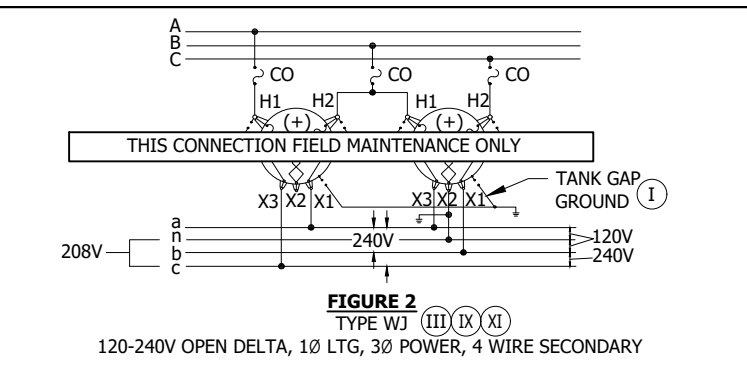 A
B
C
CO CO CO
H1 H2 H1 H2
(+) (+)
THIS CONNECTION FIELD MAINTENANCE ONLY
TANK GAP
GROUND I
X3 X2 X1 X3 X2 X1
a
n
b
c
208V
240V
120V
240V
FIGURE 2
TYPE WJ III IX XI
120-240V OPEN DELTA, 1Ø LTG, 3Ø POWER, 4 WIRE SECONDARY